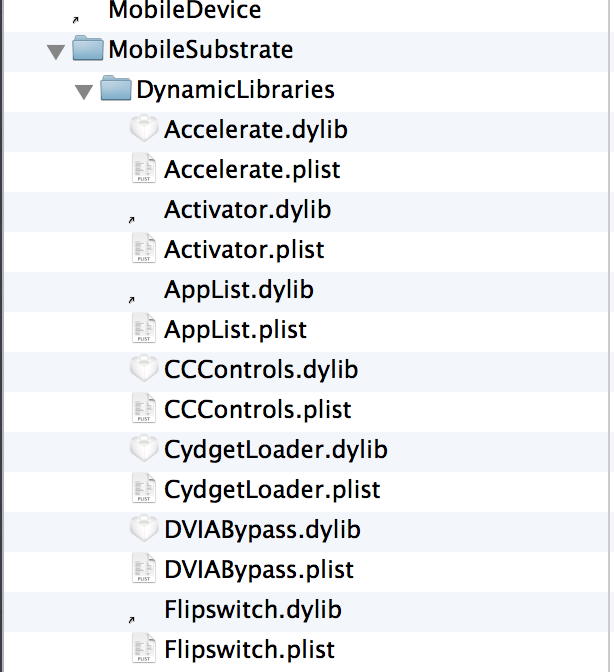 MobileDevice
MobileSubstrate
DynamicLibraries
Accelerate.dylib
Accelerate.plist
Activator.dylib
Activator.plist
AppList.dylib
AppList.plist
CCControls.dylib
CCControls.plist
CydgetLoader.dylib
CydgetLoader.plist
DVIABypass.dylib
DVIABypass.plist
Flipswitch.dylib
Flipswitch.plist